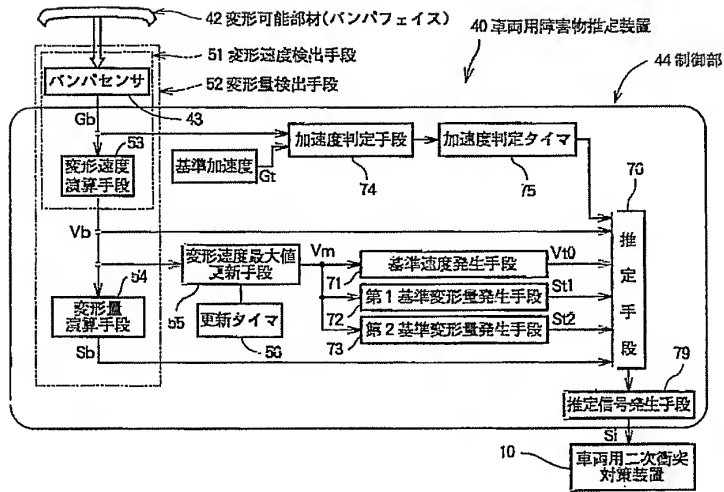 42 変形可能部材(バンパフェイス)
40 車両用障害物推定装置
51 変形速度検出手段
52 変形量検出手段
44 制御部
バンパセンサ
43
Gb
53
変形速度
演算手段
基準加速度
Gt
加速度判定手段
74
加速度判定タイマ
75
76
推定手段
Vb
54
変形量
演算手段
Sb
変形速度最大値
更新手段
55
更新タイマ
56
Vm
71
基準速度発生手段
Vt0
72
第1基準変形量発生手段
St1
73
第2基準変形量発生手段
St2
79
推定信号発生手段
Si
10
車両用二次衝突
対策装置